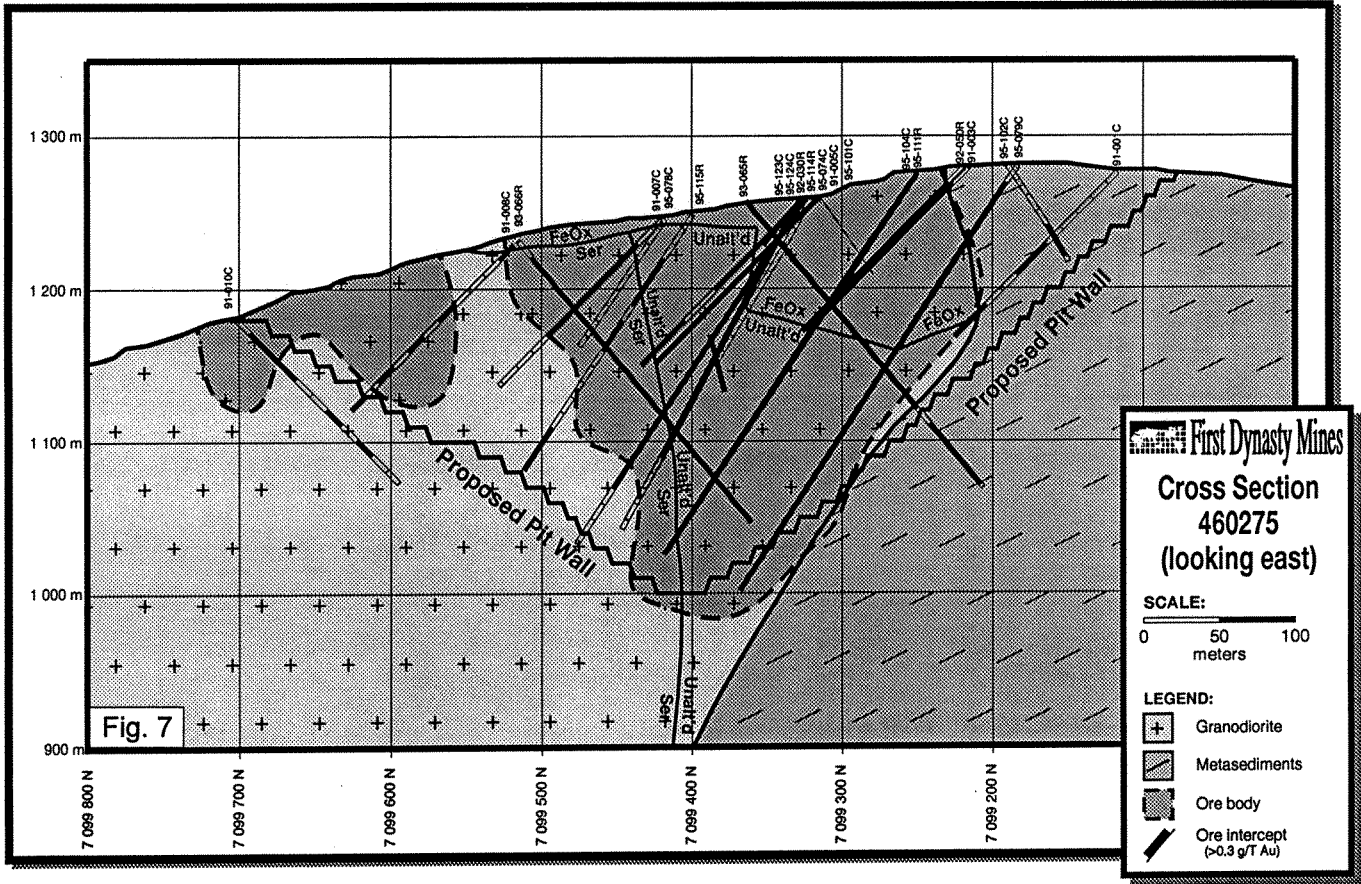 1 300 m
1 200 m
1 100 m
1 000 m
900 m
91-010C
91-008C
93-066R
91-007C
95-078C
95-115R
93-065R
95-123C
95-124C
92-030R
95-114R
95-074C
91-005C
95-101C
95-104C
95-111R
92-050R
91-003C
95-102C
95-079C
91-001C
FeOx
Ser
Unalt'd
Unalt'd
Ser
FeOx
Unalt'd
FeOx
Unalt'd
Ser
Unalt'd
Ser
Proposed Pit Wall
Proposed Pit Wall
Fig. 7
7 099 800 N
7 099 700 N
7 099 600 N
7 099 500 N
7 099 400 N
7 099 300 N
7 099 200 N
First Dynasty Mines
Cross Section
460275
(looking east)
SCALE:
0 50 100
meters
LEGEND:
Granodiorite
Metasediments
Ore body
Ore intercept
(>0.3 g/T Au)